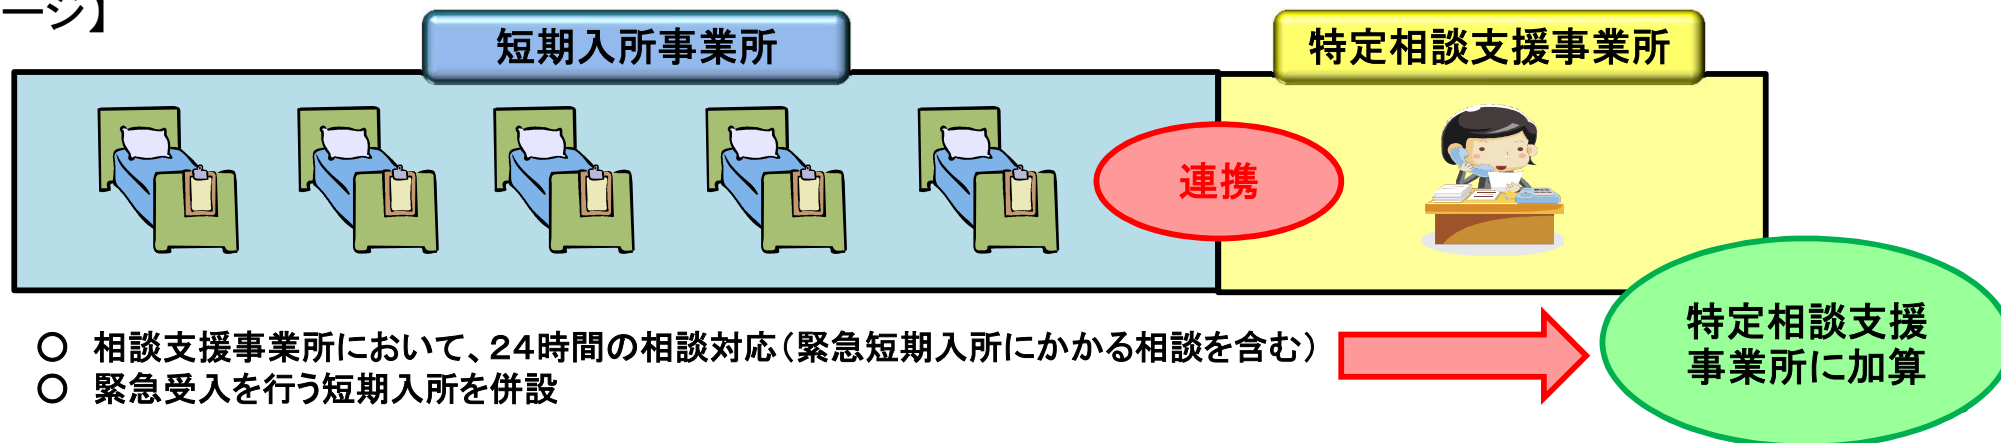 ージ】
短期入所事業所
特定相談支援事業所
連携
○ 相談支援事業所において、24時間の相談対応(緊急短期入所にかかる相談を含む)
○ 緊急受入を行う短期入所を併設
特定相談支援
事業所に加算